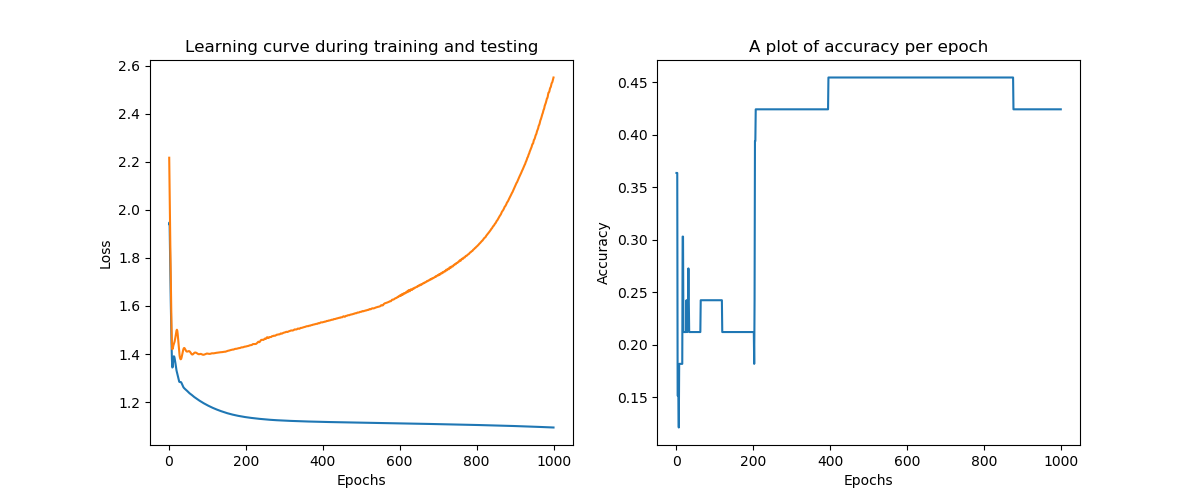 Learning curve during training and testing
2.6
2.4
2.2
2.0
1.8
1.6
1.4
1.2
Loss
0 200 400 600 800 1000
Epochs
A plot of accuracy per epoch
0.45
0.40
0.35
0.30
0.25
0.20
0.15
Accuracy
0 200 400 600 800 1000
Epochs